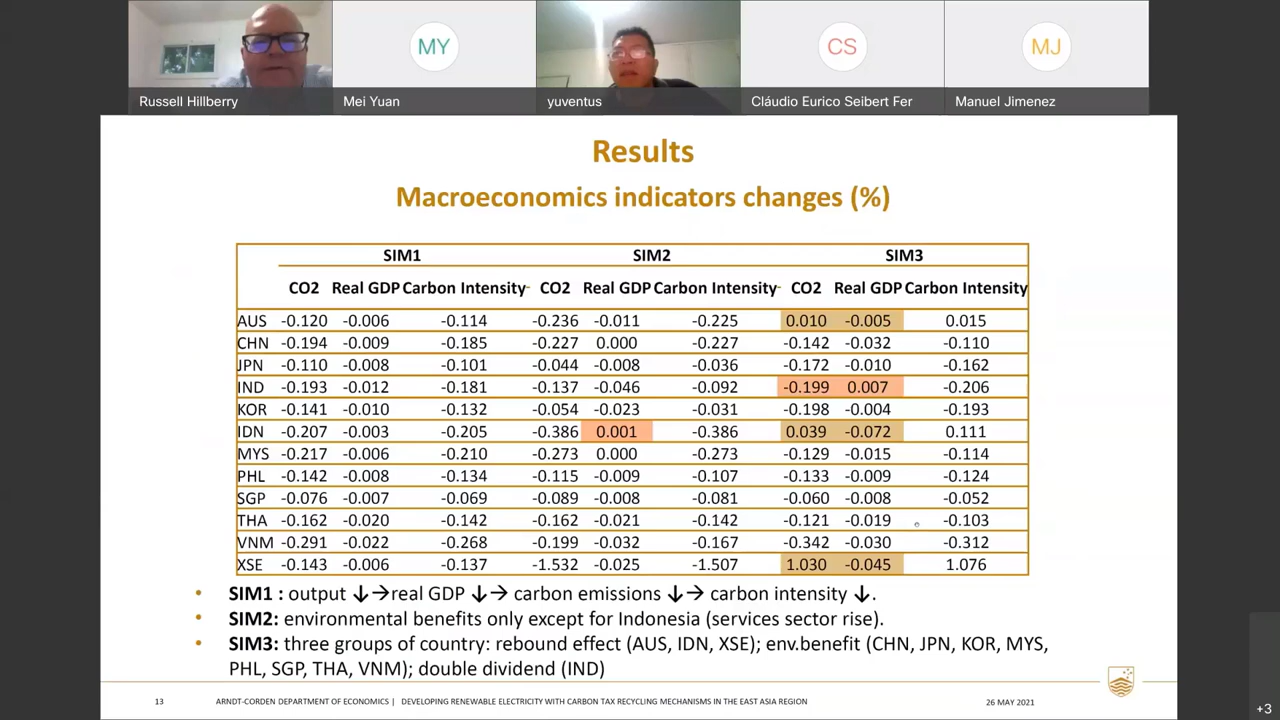 MY
CS
MJ
Russell Hillberry
Mei Yuan
yuventus
Cláudio Eurico Seibert Fer
Manuel Jimenez
Results
Macroeconomics indicators changes (%)
SIM1 SIM2 SIM3
CO2 Real GDP Carbon Intensity CO2 Real GDP Carbon Intensity CO2 Real GDP Carbon Intensity
AUS -0.120 -0.006 -0.114 -0.236 -0.011 -0.225 0.010 -0.005 0.015
CHN -0.194 -0.009 -0.185 -0.227 0.000 -0.227 -0.142 -0.032 -0.110
JPN -0.110 -0.008 -0.101 -0.044 -0.008 -0.036 -0.172 -0.010 -0.162
IND -0.193 -0.012 -0.181 -0.137 -0.046 -0.092 -0.199 0.007 -0.206
KOR -0.141 -0.010 -0.132 -0.054 -0.023 -0.031 -0.198 -0.004 -0.193
IDN -0.207 -0.003 -0.205 -0.386 0.001 -0.386 0.039 -0.072 0.111
MYS -0.217 -0.006 -0.210 -0.273 0.000 -0.273 -0.129 -0.015 -0.114
PHL -0.142 -0.008 -0.134 -0.115 -0.009 -0.107 -0.133 -0.009 -0.124
SGP -0.076 -0.007 -0.069 -0.089 -0.008 -0.081 -0.060 -0.008 -0.052
THA -0.162 -0.020 -0.142 -0.162 -0.021 -0.142 -0.121 -0.019 -0.103
VNM -0.291 -0.022 -0.268 -0.199 -0.032 -0.167 -0.342 -0.030 -0.312
XSE -0.143 -0.006 -0.137 -1.532 -0.025 -1.507 1.030 -0.045 1.076
• SIM1 : output ↓→real GDP ↓→ carbon emissions ↓→ carbon intensity ↓.
• SIM2: environmental benefits only except for Indonesia (services sector rise).
• SIM3: three groups of country: rebound effect (AUS, IDN, XSE); env.benefit (CHN, JPN, KOR, MYS,
PHL, SGP, THA, VNM); double dividend (IND)
13 ARNDT-CORDEN DEPARTMENT OF ECONOMICS | DEVELOPING RENEWABLE ELECTRICITY WITH CARBON TAX RECYCLING MECHANISMS IN THE EAST ASIA REGION 26 MAY 2021
+3